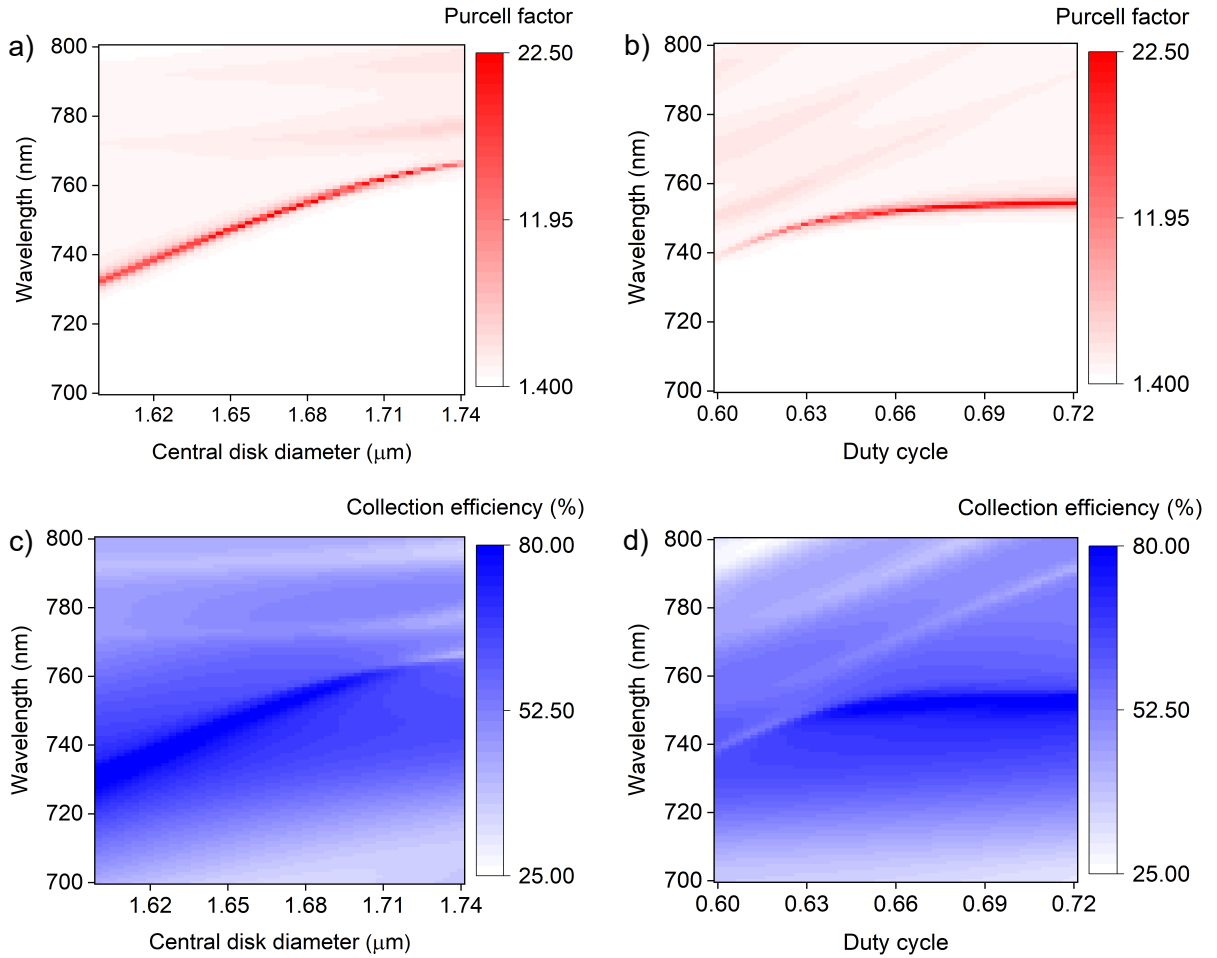 a)
Purcell factor
22.50
11.95
1.400
Wavelength (nm)
800
780
760
740
720
700
1.62 1.65 1.68 1.71 1.74
Central disk diameter (μm)
b)
Purcell factor
22.50
11.95
1.400
Wavelength (nm)
800
780
760
740
720
700
0.60 0.63 0.66 0.69 0.72
Duty cycle
c)
Collection efficiency (%)
80.00
52.50
25.00
Wavelength (nm)
800
780
760
740
720
700
1.62 1.65 1.68 1.71 1.74
Central disk diameter (μm)
d)
Collection efficiency (%)
80.00
52.50
25.00
Wavelength (nm)
800
780
760
740
720
700
0.60 0.63 0.66 0.69 0.72
Duty cycle